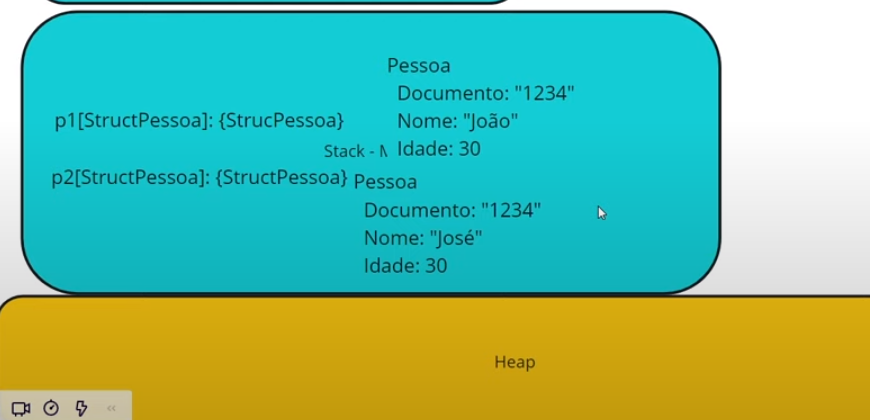 Pessoa
Documento: "1234"
p1[StructPessoa]: {StrucPessoa}
Nome: "João"
Stack -
Idade: 30
p2[StructPessoa]: {StructPessoa}
Pessoa
Documento: "1234"
Nome: "José"
Idade: 30
Heap